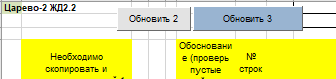 Царево-2 ЖД2.2
Обновить 2
Обновить 3
Необходимо
скопировать и
Обосновани
е (проверь
пустые
№
строк